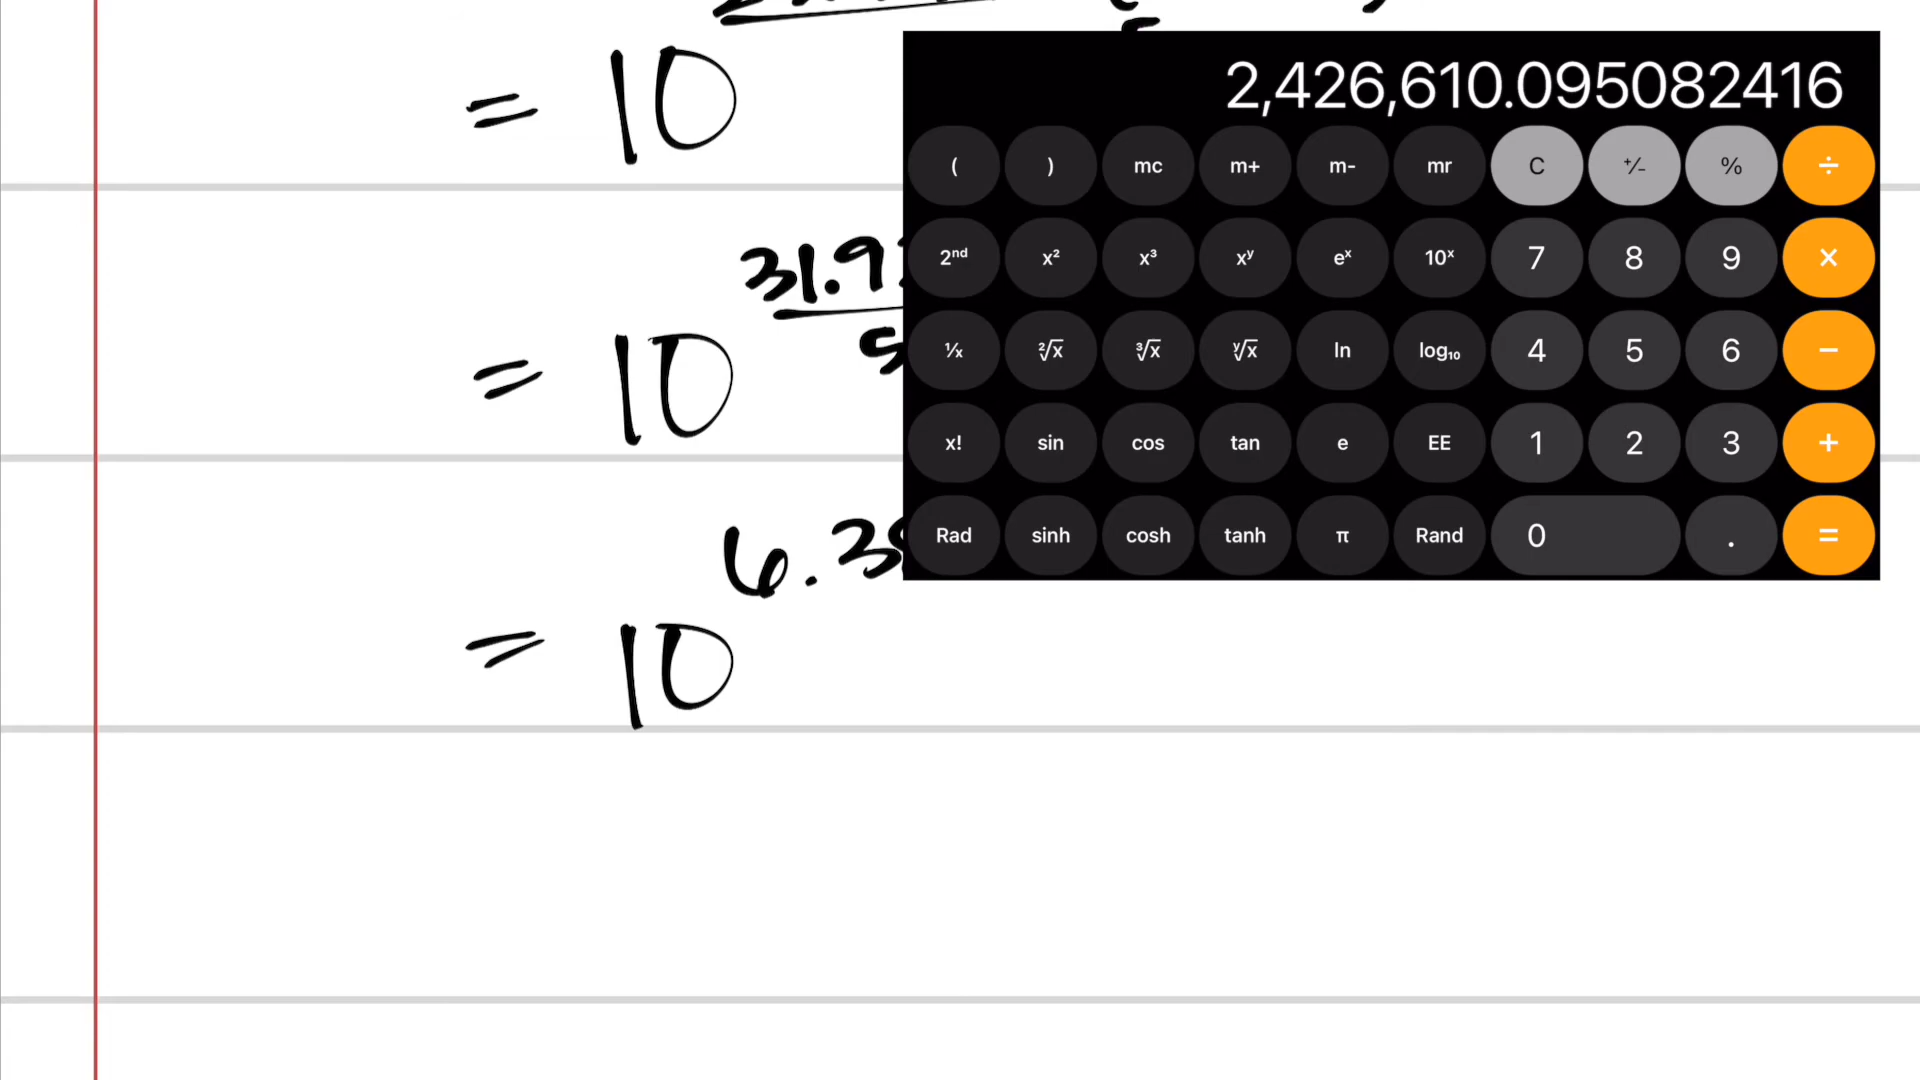 = 10
2,426,610.095082416
( ) mc m+ m- mr C +/- % ÷
31.9
2nd x² x³ xʸ eˣ 10ˣ 7 8 9 ×
= 10 5
¹/x ²√x ³√x ʸ√x ln log₁₀ 4 5 6 −
x! sin cos tan e EE 1 2 3 +
6.3
Rad sinh cosh tanh π Rand 0 . =
= 10